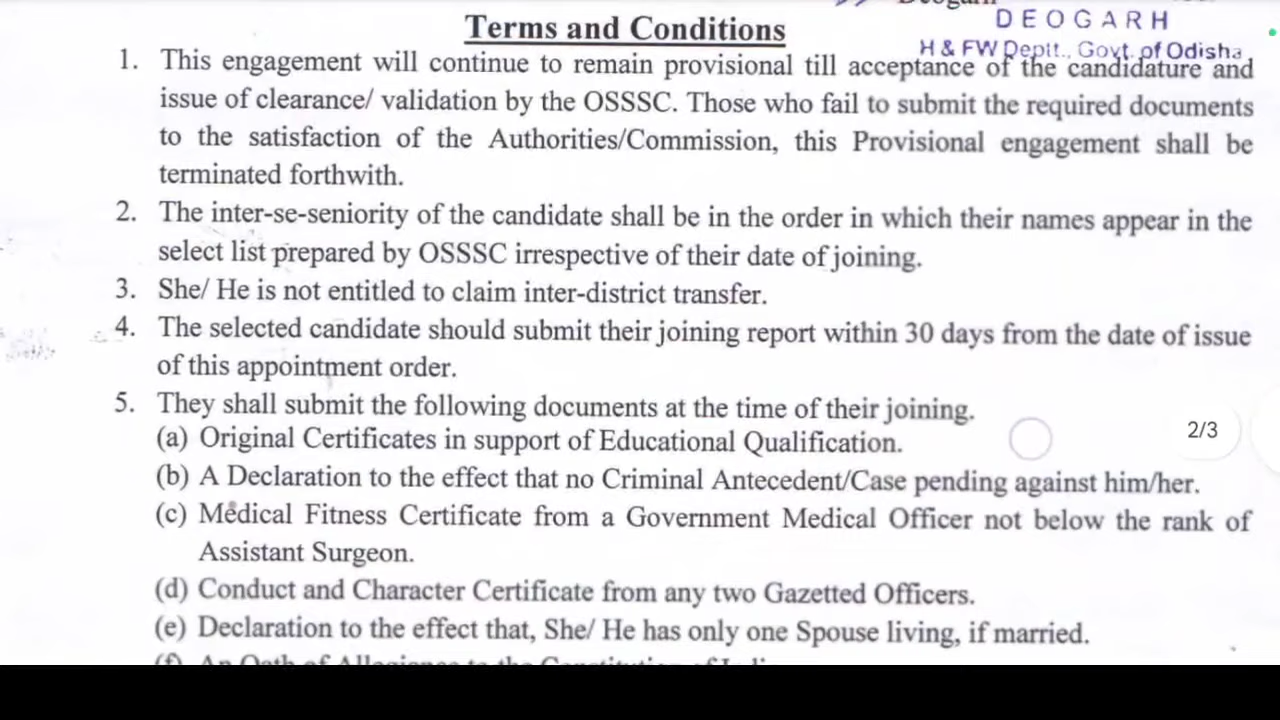 DEOGARH
Terms and Conditions
H & FW Deptt., Govt. of Odisha
1. This engagement will continue to remain provisional till acceptance of the candidature and
issue of clearance/ validation by the OSSSC. Those who fail to submit the required documents
to the satisfaction of the Authorities/Commission, this Provisional engagement shall be
terminated forthwith.
2. The inter-se-seniority of the candidate shall be in the order in which their names appear in the
select list prepared by OSSSC irrespective of their date of joining.
3. She/ He is not entitled to claim inter-district transfer.
4. The selected candidate should submit their joining report within 30 days from the date of issue
of this appointment order.
5. They shall submit the following documents at the time of their joining.
(a) Original Certificates in support of Educational Qualification.
2/3
(b) A Declaration to the effect that no Criminal Antecedent/Case pending against him/her.
(c) Medical Fitness Certificate from a Government Medical Officer not below the rank of
Assistant Surgeon.
(d) Conduct and Character Certificate from any two Gazetted Officers.
(e) Declaration to the effect that, She/ He has only one Spouse living, if married.